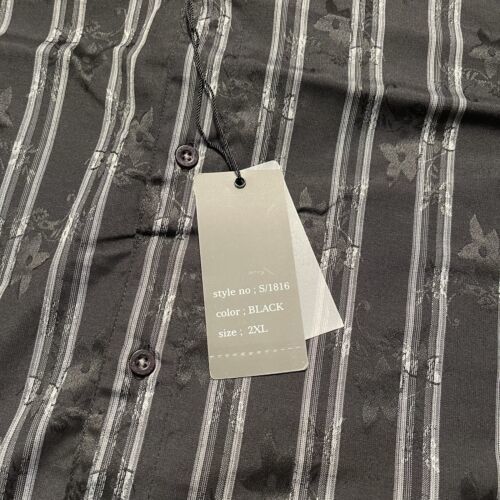 style no ; S/1816
color ; BLACK
size ; 2XL